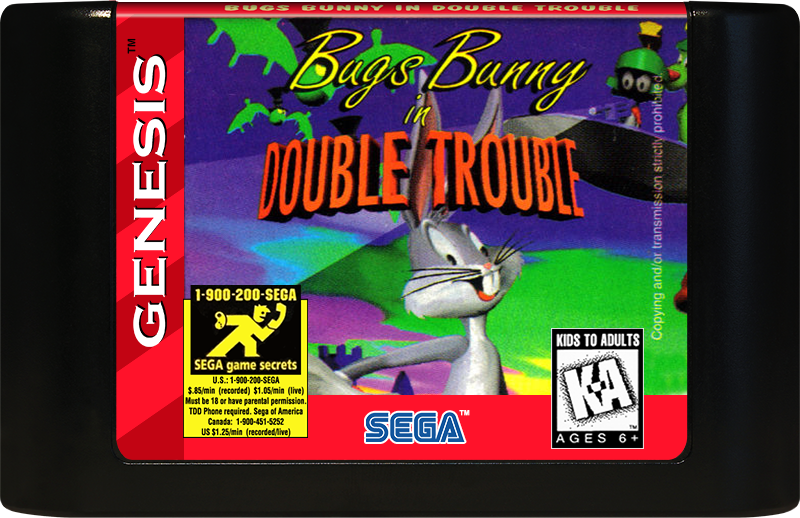 BUGS BUNNY IN DOUBLE TROUBLE
GENESIS™
Bugs Bunny
in
DOUBLE TROUBLE
Copying and/or transmission strictly prohibited.
1-900-200-SEGA
SEGA game secrets
U.S.: 1-900-200-SEGA
$.85/min (recorded) $1.05/min (live)
Must be 18 or have parental permission.
TDD Phone required. Sega of America
Canada: 1-900-451-5252
US $1.25/min (recorded/live)
SEGA™
KIDS TO ADULTS
K-A
™
AGES 6+